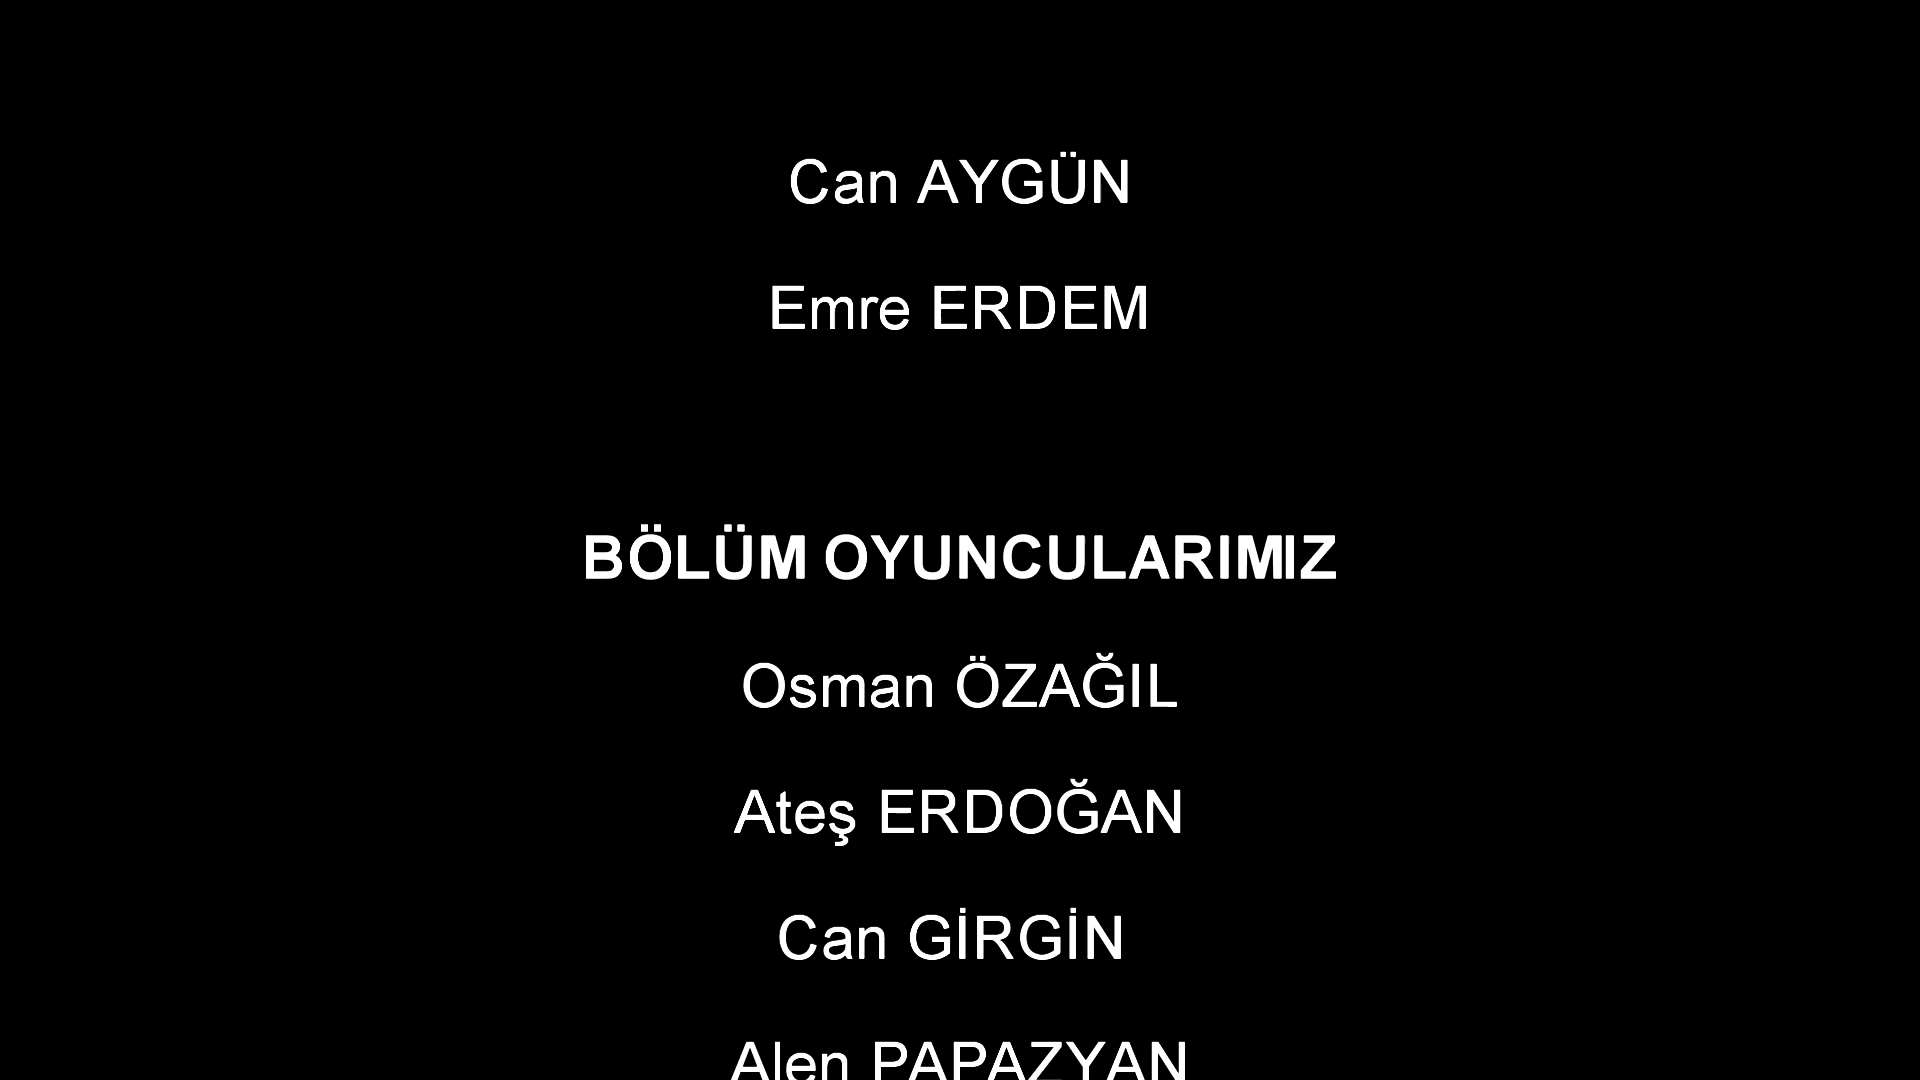 Can AYGÜN
Emre ERDEM
BÖLÜM OYUNCULARIMIZ
Osman ÖZAĞIL
Ateş ERDOĞAN
Can GİRGİN
Alen PAPAZYAN